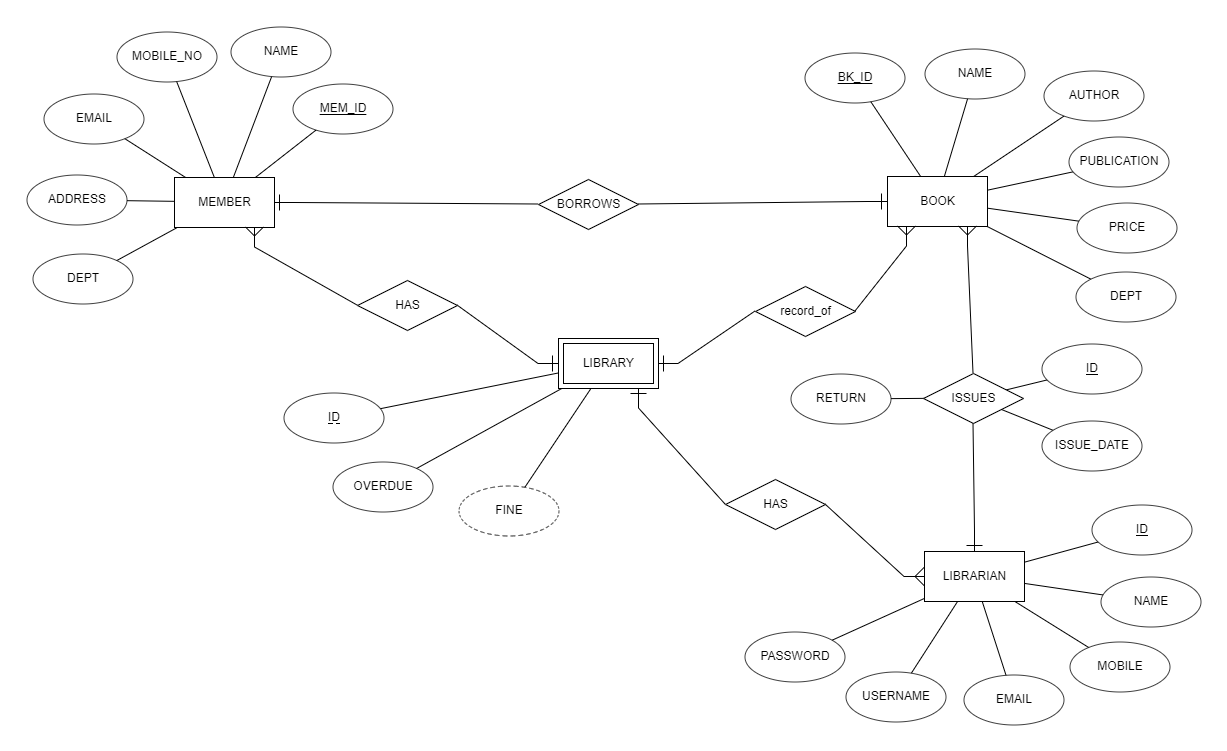 NAME
MOBILE_NO
MEM_ID
EMAIL
ADDRESS
DEPT
MEMBER
BORROWS
BK_ID
NAME
AUTHOR
PUBLICATION
PRICE
DEPT
BOOK
HAS
record_of
LIBRARY
ID
OVERDUE
FINE
HAS
RETURN
ISSUES
ID
ISSUE_DATE
LIBRARIAN
ID
NAME
MOBILE
EMAIL
USERNAME
PASSWORD